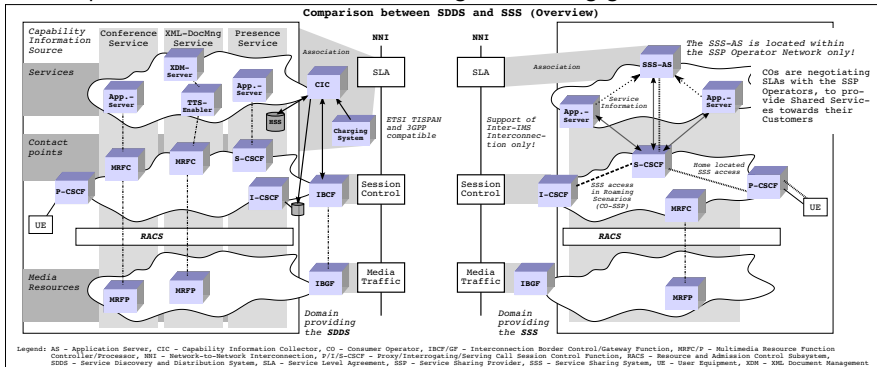 Comparison between SDDS and SSS (Overview)
Capability
Information
Source
Conference
Service
XML-DocMng
Service
Presence
Service
Services
Contact
points
Media
Resources
XDM-
Server
App.-
Server
TTS-
Enabler
App.-
Server
HSS
Association
CIC
Charging
System
MRFC
MRFC
S-CSCF
P-CSCF
I-CSCF
IBCF
UE
RACS
MRFP
MRFP
IBGF
Domain
providing
the SDDS
NNI
SLA
ETSI TISPAN
and 3GPP
compatible
Session
Control
Media
Traffic
NNI
SLA
Support of
Inter-IMS
Interconnec-
tion only!
Session
Control
Media
Traffic
Association
SSS-AS
The SSS-AS is located within
the SSP Operator Network only!
COs are negotiating
SLAs with the SSP
Operators, to pro-
vide Shared Servic-
es towards their
Customers
App.-
Server
Service
Information
App.-
Server
S-CSCF
Home located
SSS access
I-CSCF
SSS access
in Roaming
Scenarios
(CO-SSP)
P-CSCF
MRFC
UE
RACS
IBGF
MRFP
Domain
providing
the SSS
Legend: AS - Application Server, CIC - Capability Information Collector, CO - Consumer Operator, IBCF/GF - Interconnection Border Control/Gateway Function, MRFC/P - Multimedia Resource Function
Controller/Processor, NNI - Network-to-Network Interconnection, P/I/S-CSCF - Proxy/Interrogating/Serving Call Session Control Function, RACS - Resource and Admission Control Subsystem,
SDDS - Service Discovery and Distribution System, SLA - Service Level Agreement, SSP - Service Sharing Provider, SSS - Service Sharing System, UE - User Equipment, XDM - XML Document Management